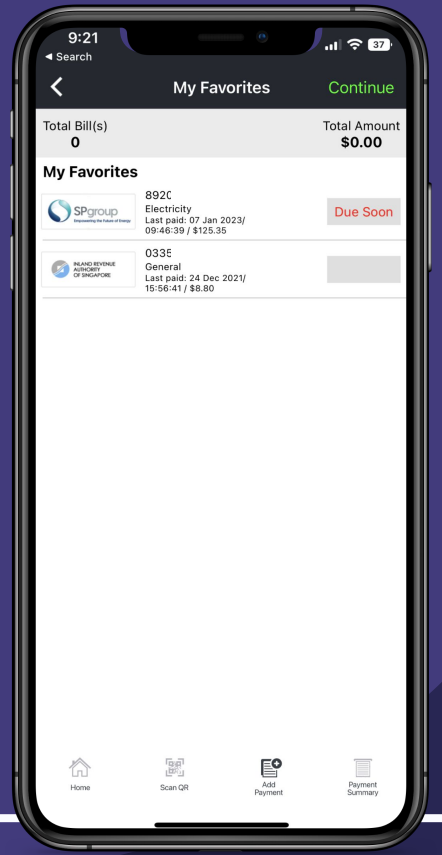 9:21
37
◀ Search
My Favorites
Continue
Total Bill(s)
Total Amount
0
$0.00
My Favorites
SPgroup
Empowering the Future of Energy
8920
Electricity
Last paid: 07 Jan 2023/
09:46:39 / $125.35
Due Soon
INLAND REVENUE
AUTHORITY
OF SINGAPORE
0335
General
Last paid: 24 Dec 2021/
15:56:41 / $8.80
Home
Scan QR
Add
Payment
Payment
Summary